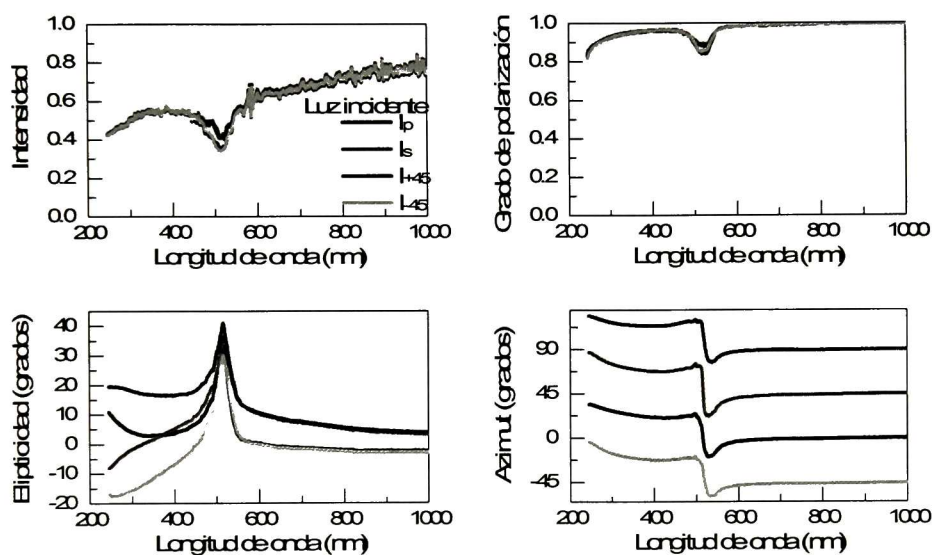 Intensidad
1.0
0.8
0.6
0.4
0.2
0.0
Luz incidente
Ip
Is
I+45
I-45
200 400 600 800 1000
Longitud de onda (nm)
Grado de polarización
1.0
0.8
0.6
0.4
0.2
0.0
200 400 600 800 1000
Longitud de onda (nm)
Elipticidad (grados)
40
30
20
10
0
-10
-20
200 400 600 800 1000
Longitud de onda (nm)
Azimut (grados)
90
45
0
-45
200 400 600 800 1000
Longitud de onda (nm)